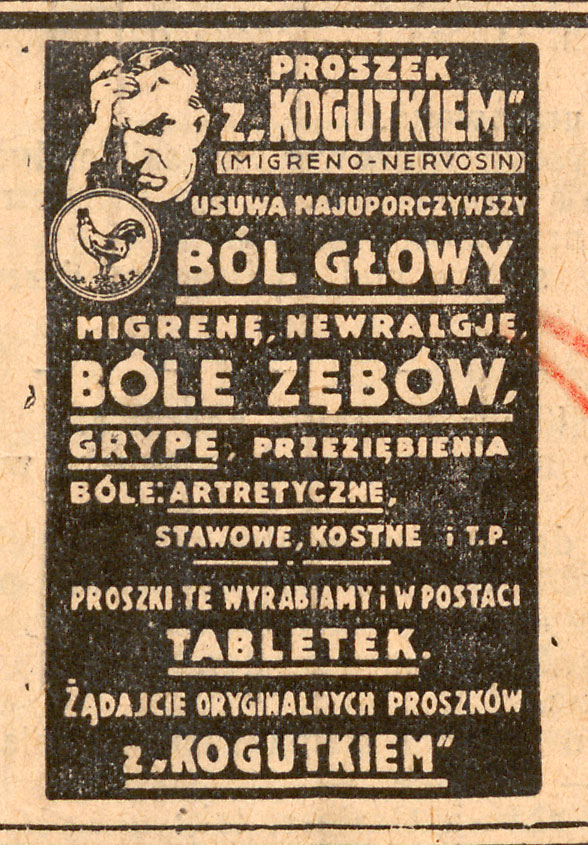 PROSZEK
z „KOGUTKIEM"
(MIGRENO-NERVOSIN)
USUWA NAJUPORCZYWSZY
BÓL GŁOWY
MIGRENĘ, NEWRALGJE,
BÓLE ZĘBÓW,
GRYPĘ, PRZEZIĘBIENIA
BÓLE: ARTRETYCZNE,
STAWOWE, KOSTNE i T.P.
PROSZKI TE WYRABIAMY i W POSTACI
TABLETEK.
ŻĄDAJCIE ORYGINALNYCH PROSZKÓW
z „KOGUTKIEM"